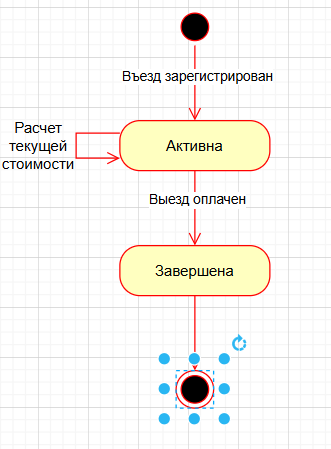 Въезд зарегистрирован
Расчет
текущей
стоимости
Активна
Выезд оплачен
Завершена